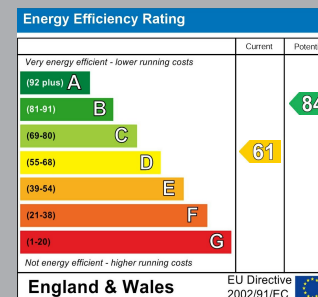 Energy Efficiency Rating
Current
Very energy efficient - lower running costs
(92 plus) A
(81-91) B
84
(69-80) C
61
(55-68) D
(39-54) E
(21-38) F
(1-20) G
Not energy efficient - higher running costs
England & Wales
EU Directive
2002/91/EC